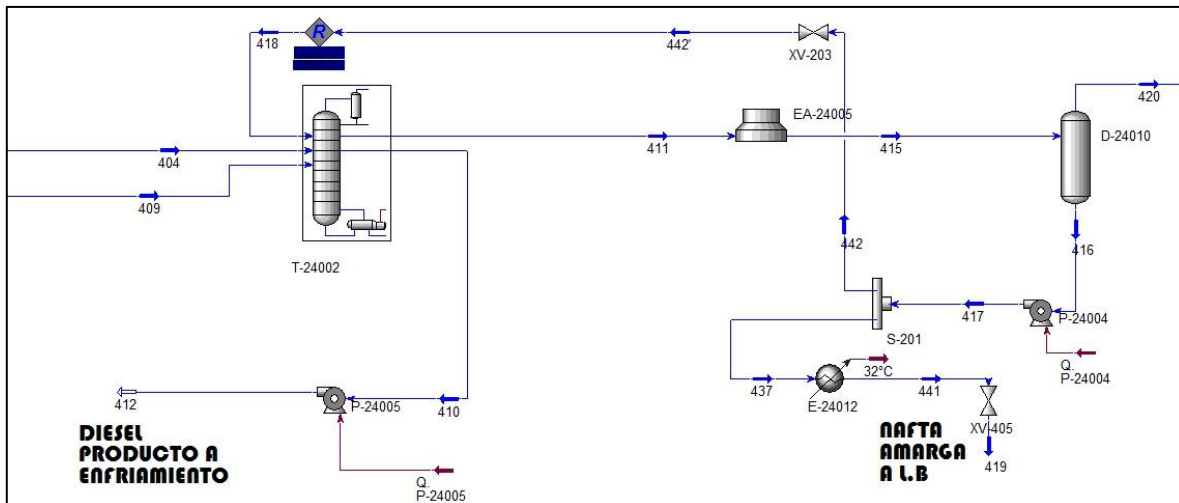 418
R
442'
XV-203
420
EA-24005
404
411
415
D-24010
409
442
416
T-24002
417
P-24004
S-201
437
32°C
441
Q.
P-24004
E-24012
412
P-24005
410
XV-405
DIESEL
PRODUCTO A
ENFRIAMIENTO
NAFTA
AMARGA
A L.B
419
Q.
P-24005